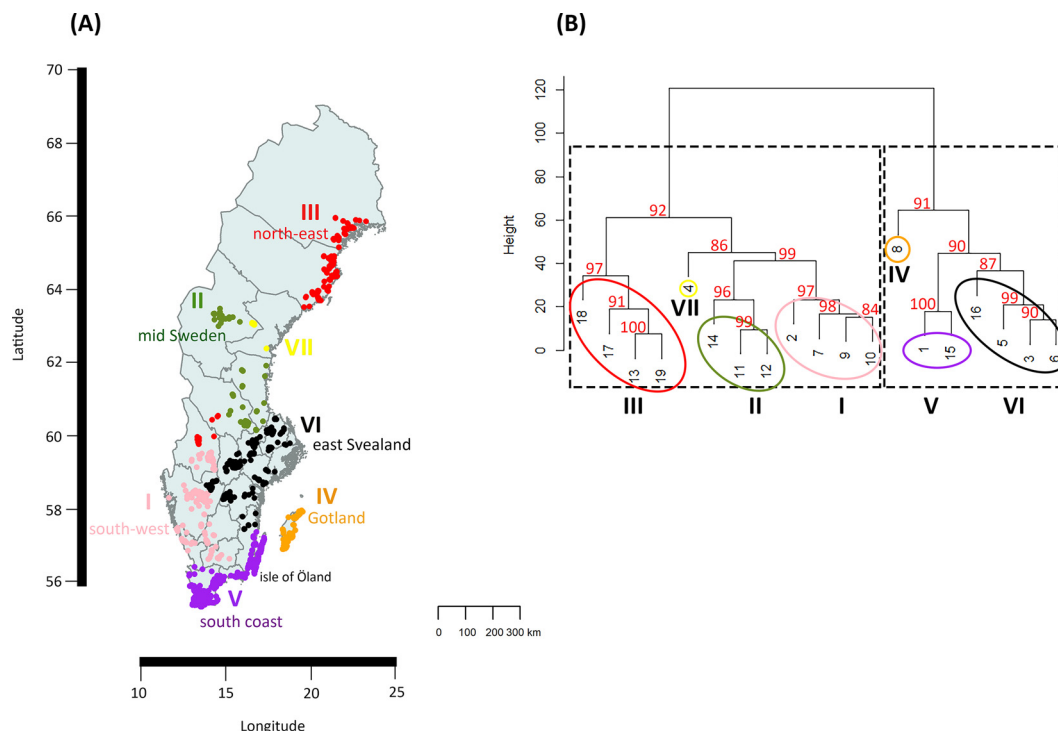 (A)
(B)
70
68
66
64
62
60
58
56
Latitude
III
north-east
II
mid Sweden
VII
VI
east Svealand
I
south-west
IV
Gotland
isle of Öland
V
south coast
0 100 200 300 km
10 15 20 25
Longitude
120
100
80
60
40
20
0
Height
92
91
86
90
99
87
97
96
97
91
98
84
100
99
90
100
99
8
IV
4
VII
18
17
13
19
14
11
12
2
7
9
10
1
15
16
5
3
6
III II I V VI